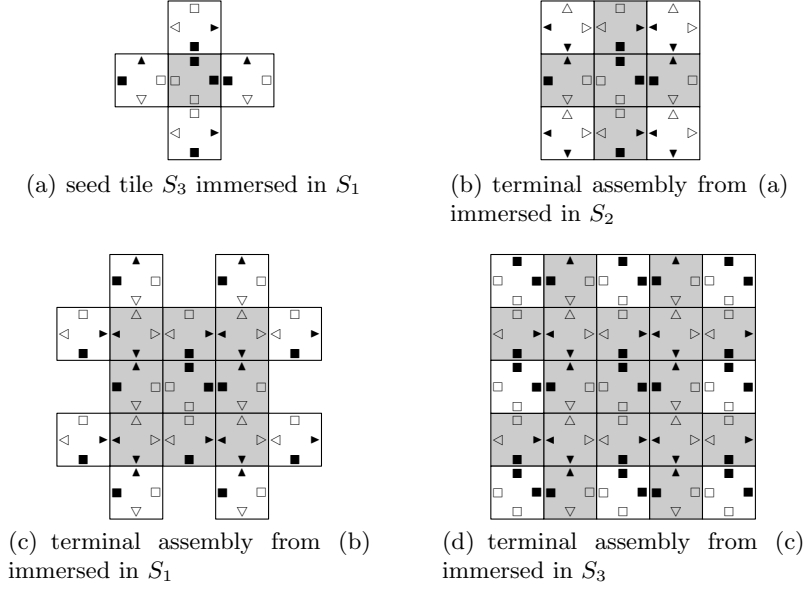 (a) seed tile S₃ immersed in S₁
(b) terminal assembly from (a)
immersed in S₂
(c) terminal assembly from (b)
immersed in S₁
(d) terminal assembly from (c)
immersed in S₃